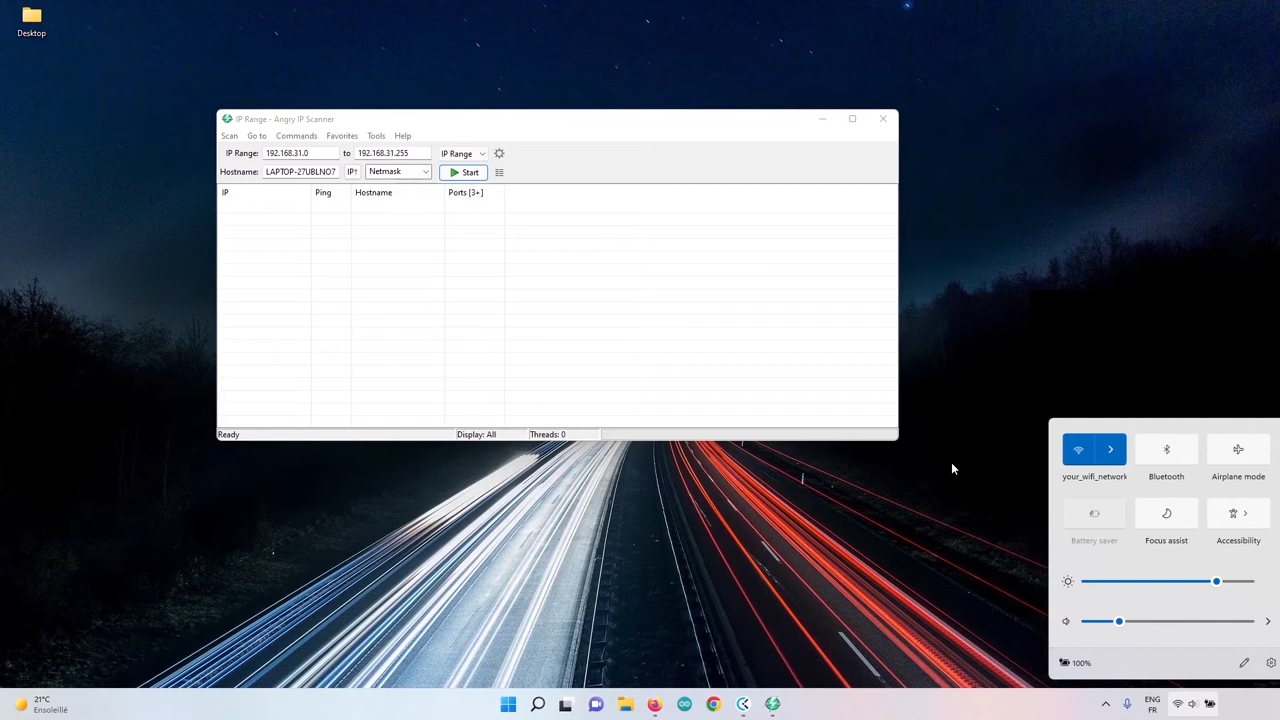 Desktop
IP Range - Angry IP Scanner
Scan Go to Commands Favorites Tools Help
IP Range: 192.168.31.0 to 192.168.31.255 IP Range
Hostname: LAPTOP-27UBLNO7 IP↑ Netmask Start
IP Ping Hostname Ports [3+]
Ready Display: All Threads: 0
your_wifi_network Bluetooth Airplane mode
Battery saver Focus assist Accessibility
100%
21°C
Ensoleillé
ENG
FR